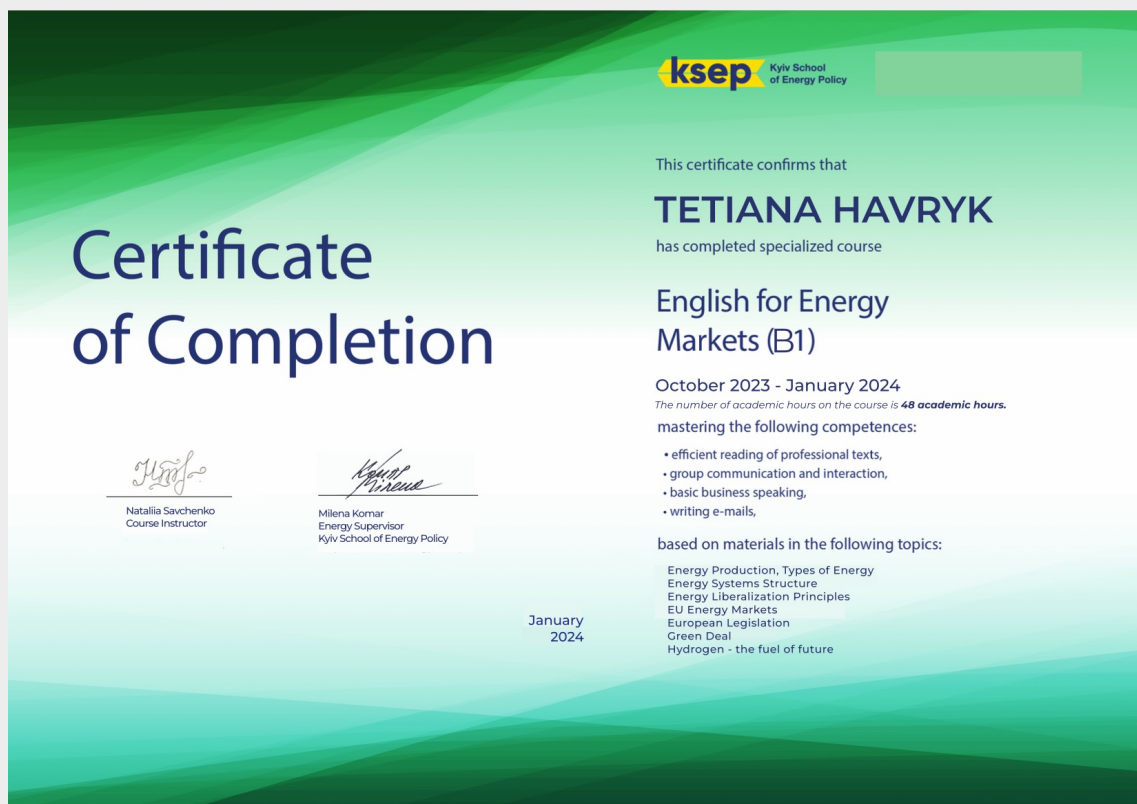 ksep Kyiv School
of Energy Policy
This certificate confirms that
TETIANA HAVRYK
has completed specialized course
Certificate
of Completion
English for Energy
Markets (B1)
October 2023 - January 2024
The number of academic hours on the course is 48 academic hours.
mastering the following competences:
• efficient reading of professional texts,
• group communication and interaction,
• basic business speaking,
• writing e-mails,
Nataliia Savchenko
Course Instructor
Milena Komar
Energy Supervisor
Kyiv School of Energy Policy
based on materials in the following topics:
Energy Production, Types of Energy
Energy Systems Structure
Energy Liberalization Principles
EU Energy Markets
European Legislation
Green Deal
Hydrogen - the fuel of future
January
2024